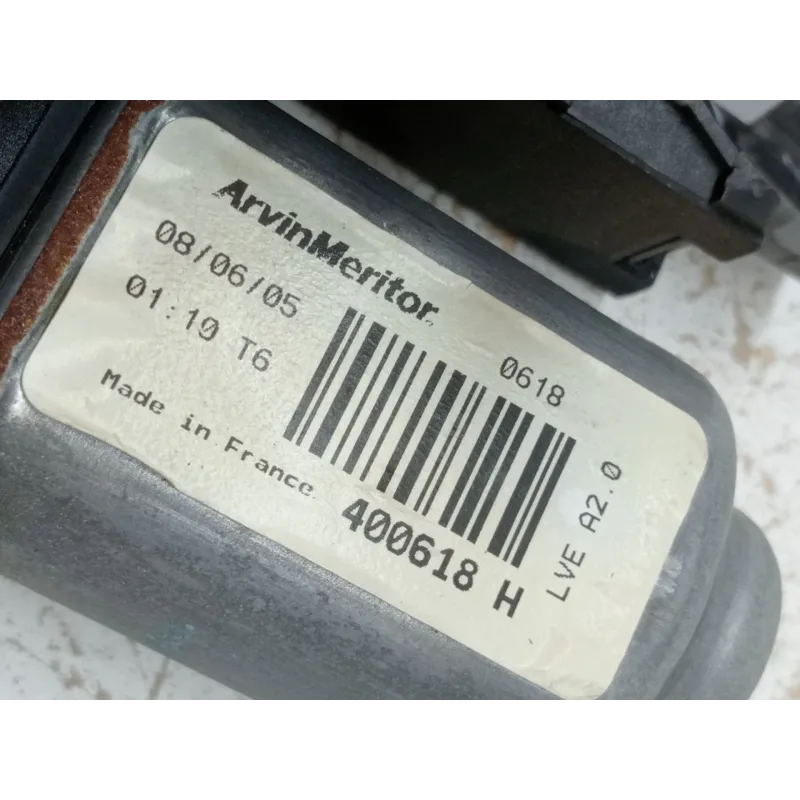 ArvinMeritor
08/06/05
01:19 T6
0618
Made in France
400618 H
LVE A2.0